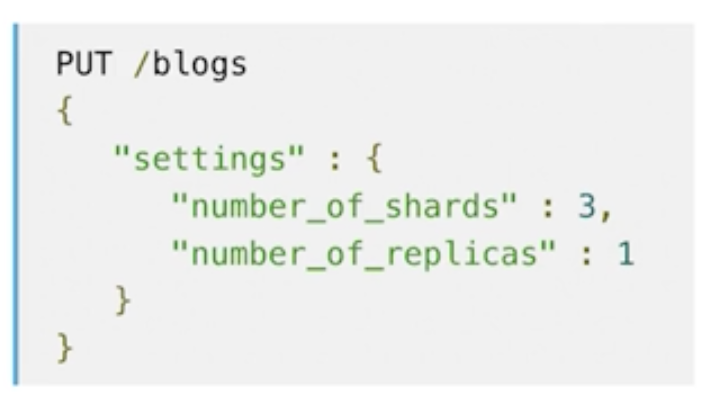 PUT /blogs
{
"settings" : {
"number_of_shards" : 3,
"number_of_replicas" : 1
}
}